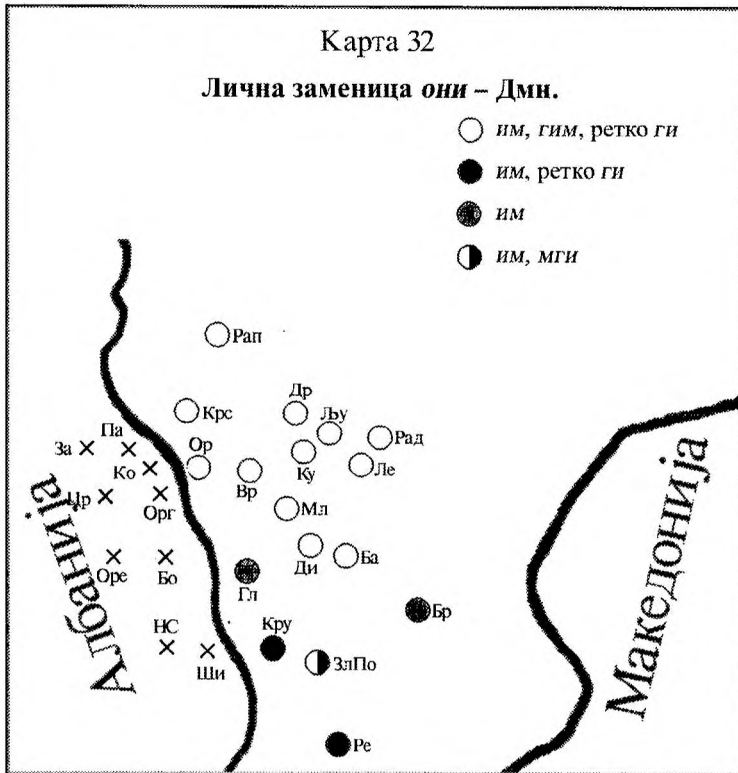 Карта 32
Лична заменица они – Дмн.
им, гим, ретко ги
им, ретко ги
им
им, мги
Рап
Крс
Др
Љу
Рад
Па
За
Ор
Ко
Вр
Ку
Ле
Цр
Орг
Мл
Оре
Бо
Ди
Ба
Гл
Бр
НС
Ши
Кру
ЗлПо
Ре
Албанија
Македонија